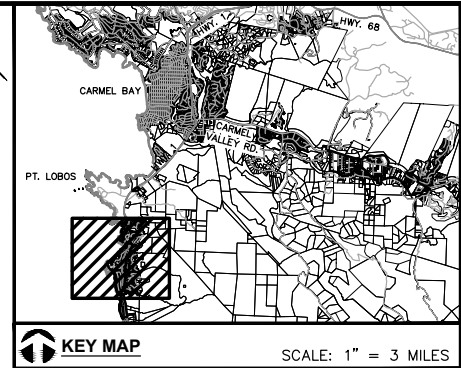 HWY. 1
HWY. 68
CARMEL BAY
CARMEL
VALLEY RD.
PT. LOBOS
KEY MAP
SCALE: 1" = 3 MILES